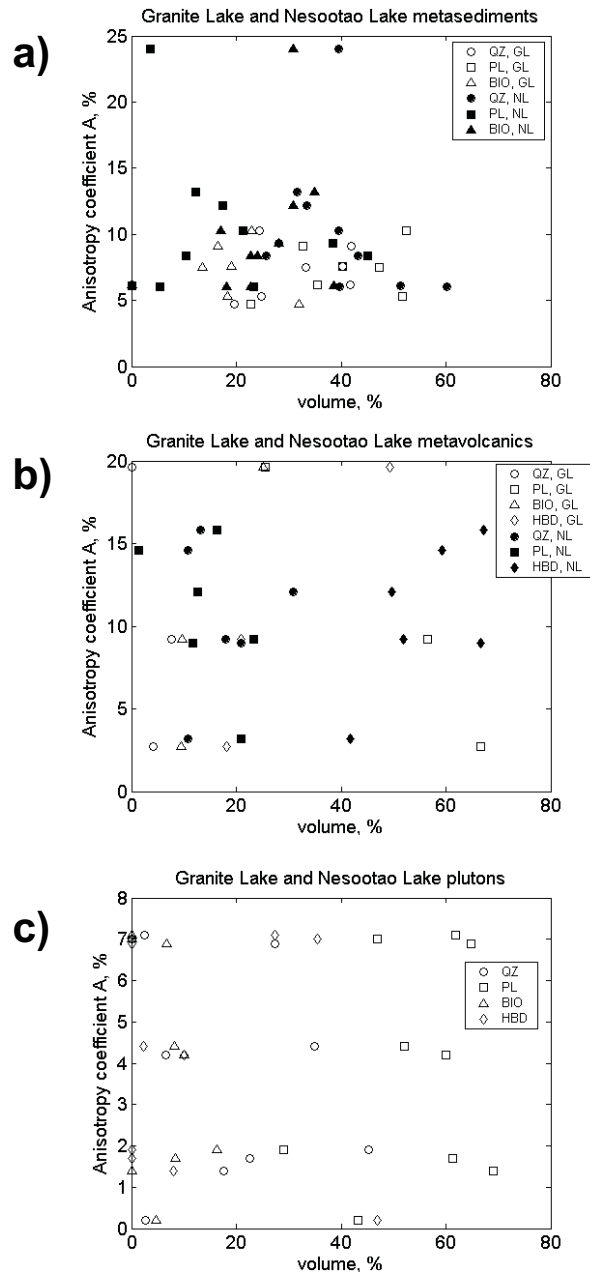 Granite Lake and Nesootao Lake metasediments
a)
25
20
15
10
5
0
Anisotropy coefficient A, %
QZ, GL
PL, GL
BIO, GL
QZ, NL
PL, NL
BIO, NL
0 20 40 60 80
volume, %
Granite Lake and Nesootao Lake metavolcanics
b)
20
15
10
5
0
Anisotropy coefficient A, %
QZ, GL
PL, GL
BIO, GL
HBD, GL
QZ, NL
PL, NL
HBD, NL
0 20 40 60 80
volume, %
Granite Lake and Nesootao Lake plutons
c)
8
7
6
5
4
3
2
1
0
Anisotropy coefficient A, %
QZ
PL
BIO
HBD
0 20 40 60 80
volume, %